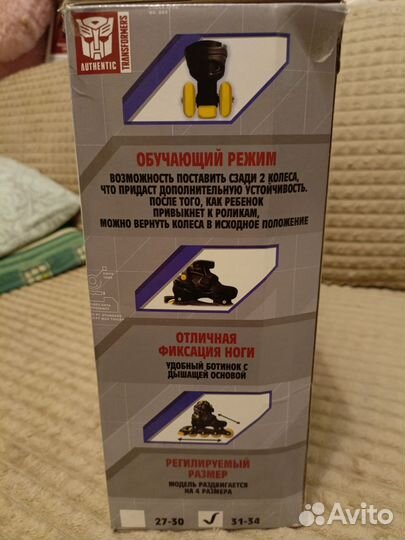 AUTHENTIC
TRANSFORMERS
ОБУЧАЮЩИЙ РЕЖИМ
ВОЗМОЖНОСТЬ ПОСТАВИТЬ СЗАДИ 2 КОЛЕСА,
ЧТО ПРИДАСТ ДОПОЛНИТЕЛЬНУЮ УСТОЙЧИВОСТЬ.
ПОСЛЕ ТОГО, КАК РЕБЕНОК
ПРИВЫКНЕТ К РОЛИКАМ,
МОЖНО ВЕРНУТЬ КОЛЕСА В ИСХОДНОЕ ПОЛОЖЕНИЕ
ОТЛИЧНАЯ
ФИКСАЦИЯ НОГИ
УДОБНЫЙ БОТИНОК С
ДЫШАЩЕЙ ОСНОВОЙ
РЕГИЛИРУЕМЫЙ
РАЗМЕР
МОДЕЛЬ РАЗДВИГАЕТСЯ
НА 4 РАЗМЕРА
27-30 31-34
Avito